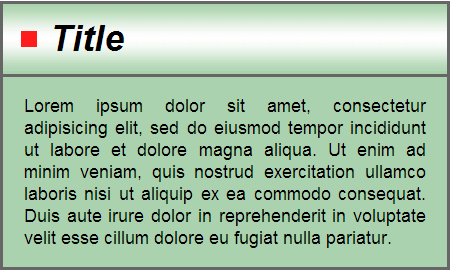 Title
Lorem ipsum dolor sit amet, consectetur
adipisicing elit, sed do eiusmod tempor incididunt
ut labore et dolore magna aliqua. Ut enim ad
minim veniam, quis nostrud exercitation ullamco
laboris nisi ut aliquip ex ea commodo consequat.
Duis aute irure dolor in reprehenderit in voluptate
velit esse cillum dolore eu fugiat nulla pariatur.